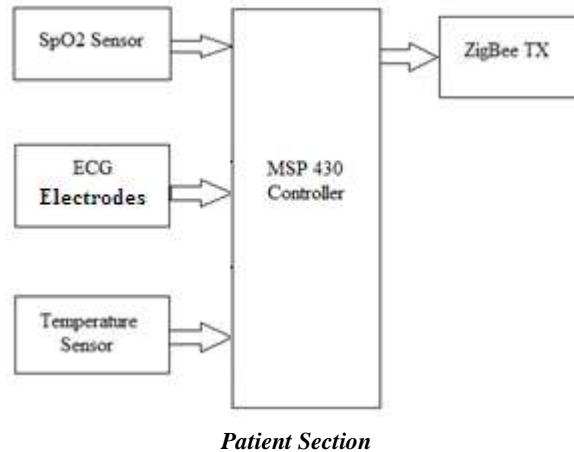 SpO2 Sensor
ZigBee TX
ECG
Electrodes
MSP 430
Controller
Temperature
Sensor
Patient Section